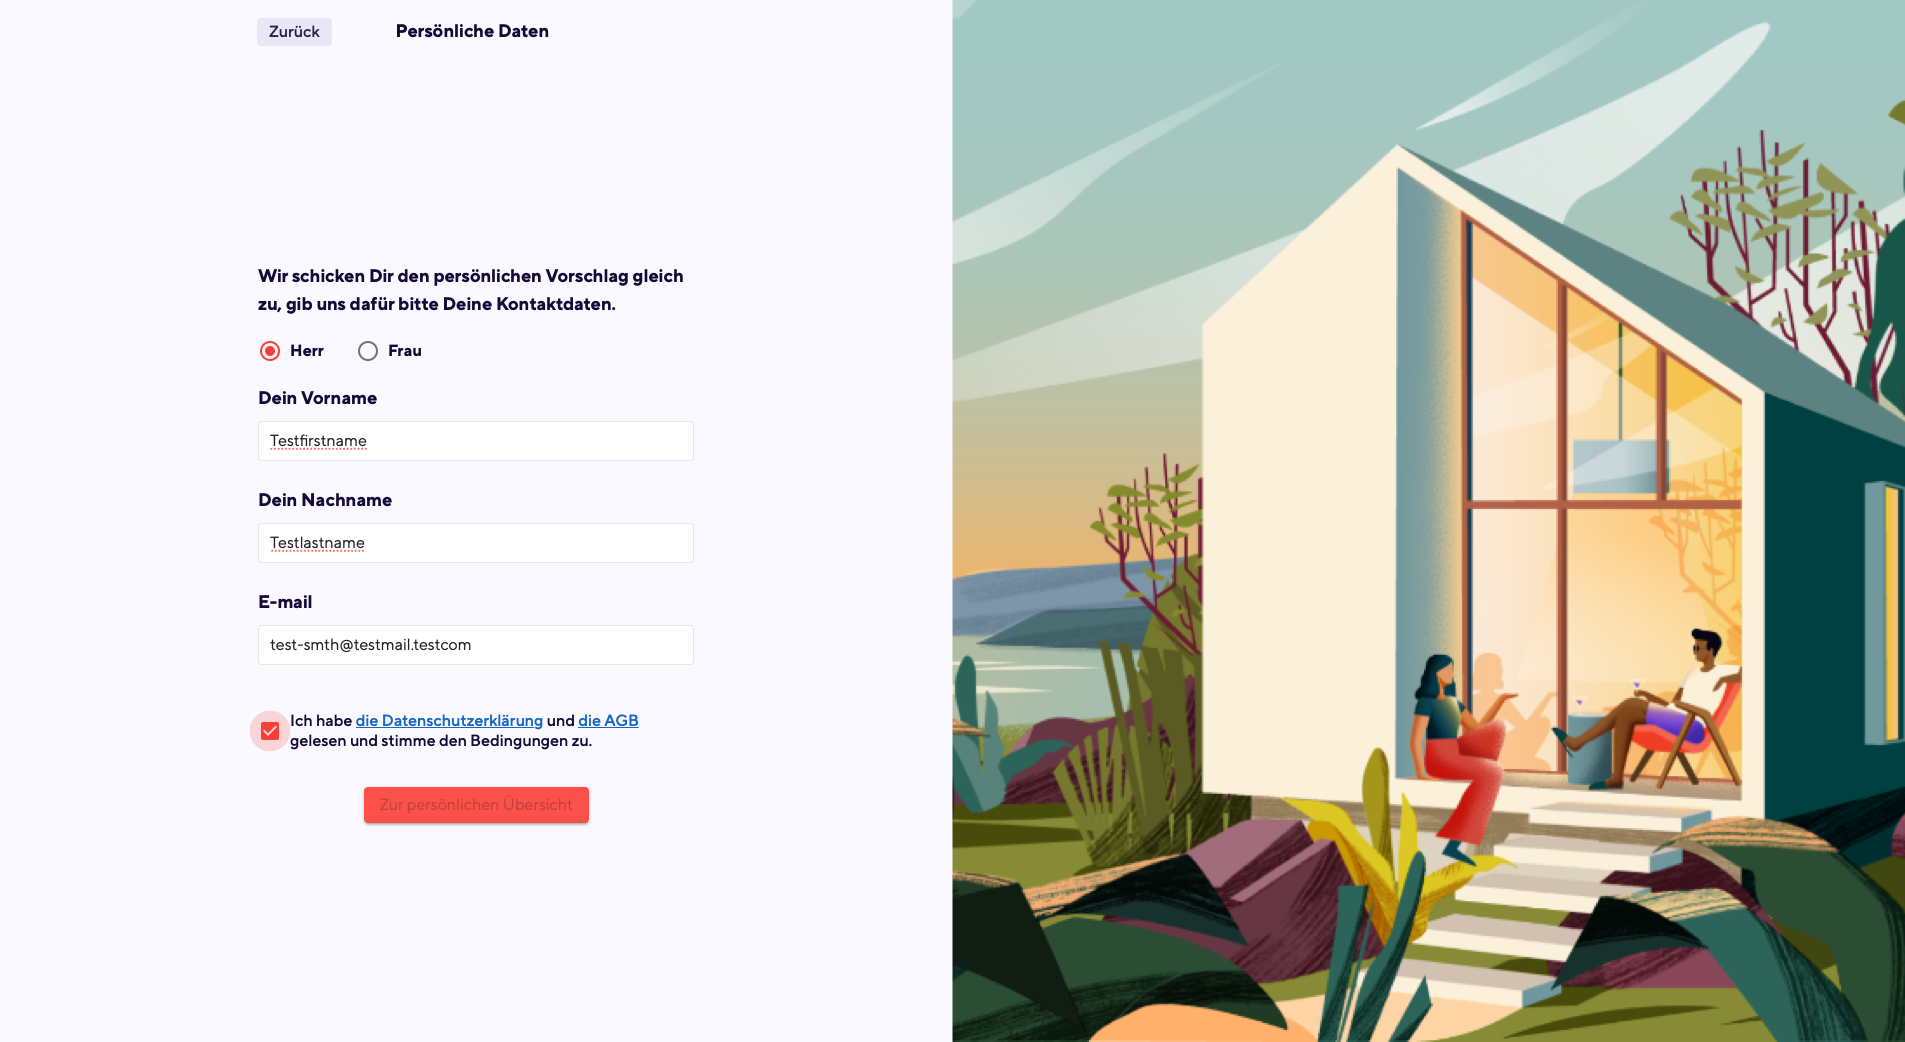 Zurück
Persönliche Daten
Wir schicken Dir den persönlichen Vorschlag gleich
zu, gib uns dafür bitte Deine Kontaktdaten.
Herr
Frau
Dein Vorname
Testfirstname
Dein Nachname
Testlastname
E-mail
test-smth@testmail.testcom
Ich habe die Datenschutzerklärung und die AGB
gelesen und stimme den Bedingungen zu.
Zur persönlichen Übersicht